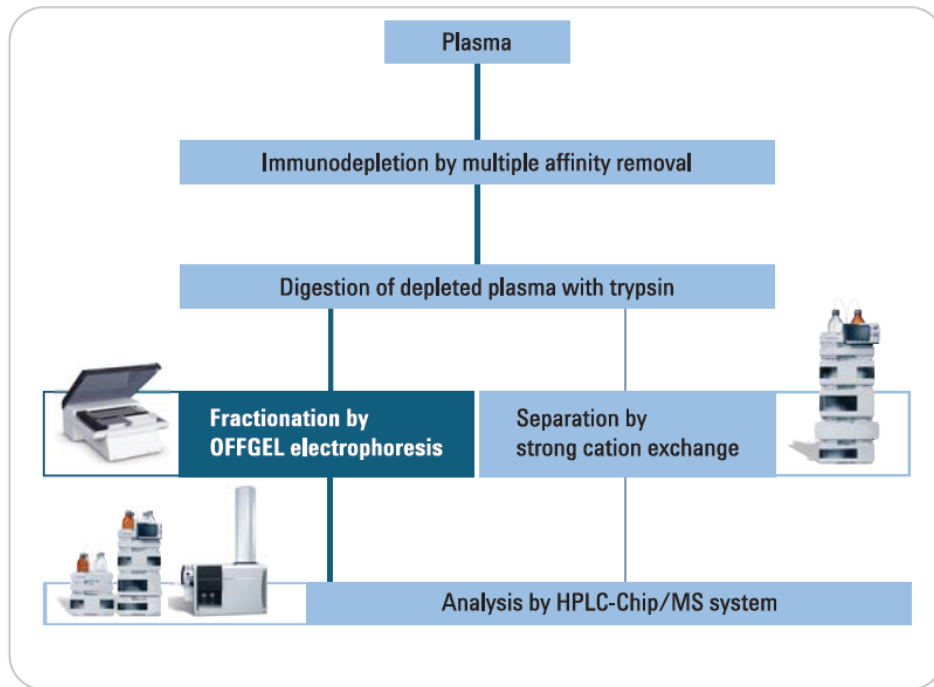 Plasma
Immunodepletion by multiple affinity removal
Digestion of depleted plasma with trypsin
Fractionation by
OFFGEL electrophoresis
Separation by
strong cation exchange
Analysis by HPLC-Chip/MS system